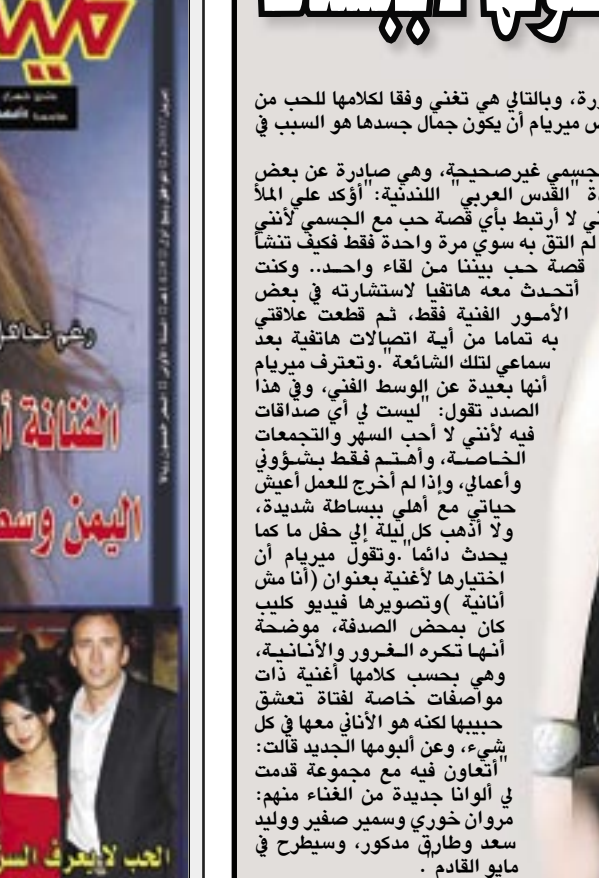 ورة، وبالتالي هي تغني وفقا لكلامها للحب من
س ميريام أن يكون جمال جسدها هو السبب في
جسمي غيرصحيحة، وهي صادرة عن بعض
ة "القدس العربي" اللندنية:"أؤكد علي الملأ
ني لا أرتبط بأي قصة حب مع الجسمي لأنني
لم التق به سوي مرة واحدة فقط فكيف تنشأ
قصة حب بيننا من لقاء واحد.. وكنت
أتحدث معه هاتفيا لاستشارته في بعض
الأمور الفنية فقط، ثم قطعت علاقتي
به تماما من أية اتصالات هاتفية بعد
سماعي لتلك الشائعة".وتعترف ميريام
أنها بعيدة عن الوسط الفني، وفي هذا
الصدد تقول: "ليست لي أي صداقات
فيه لأنني لا أحب السهر والتجمعات
الخاصة، وأهتم فقط بشؤوني
وأعمالي، وإذا لم أخرج للعمل أعيش
حياتي مع أهلي ببساطة شديدة،
ولا أذهب كل ليلة إلي حفل ما كما
يحدث دائما".وتقول ميريام أن
اختيارها لأغنية بعنوان (أنا مش
أنانية )وتصويرها فيديو كليب
كان بمحض الصدفة، موضحة
أنها تكره الغرور والأنانية،
وهي بحسب كلامها أغنية ذات
مواصفات خاصة لفتاة تعشق
حبيبها لكنه هو الأناني معها في كل
شيء، وعن ألبومها الجديد قالت:
"أتعاون فيه مع مجموعة قدمت
لي ألوانا جديدة من الغناء منهم:
مروان خوري وسمير صفير ووليد
سعد وطارق مدكور، وسيطرح في
مايو القادم".
رغم
الفنانة
اليمن
الحب لا يعرف